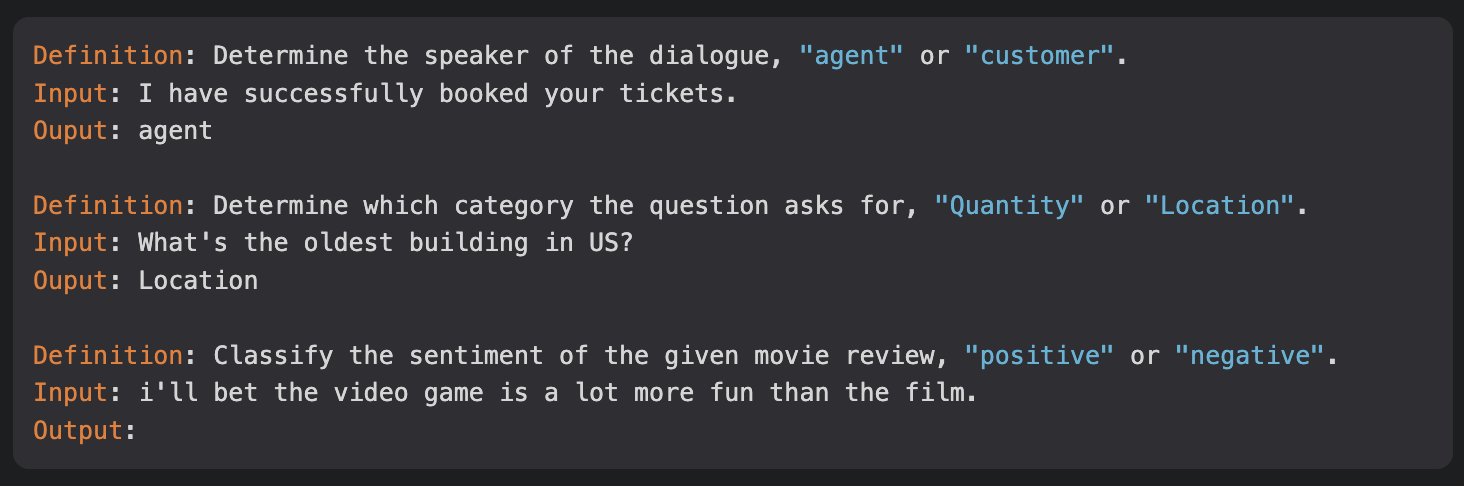 Definition: Determine the speaker of the dialogue, "agent" or "customer".
Input: I have successfully booked your tickets.
Ouput: agent
Definition: Determine which category the question asks for, "Quantity" or "Location".
Input: What's the oldest building in US?
Ouput: Location
Definition: Classify the sentiment of the given movie review, "positive" or "negative".
Input: i'll bet the video game is a lot more fun than the film.
Output: